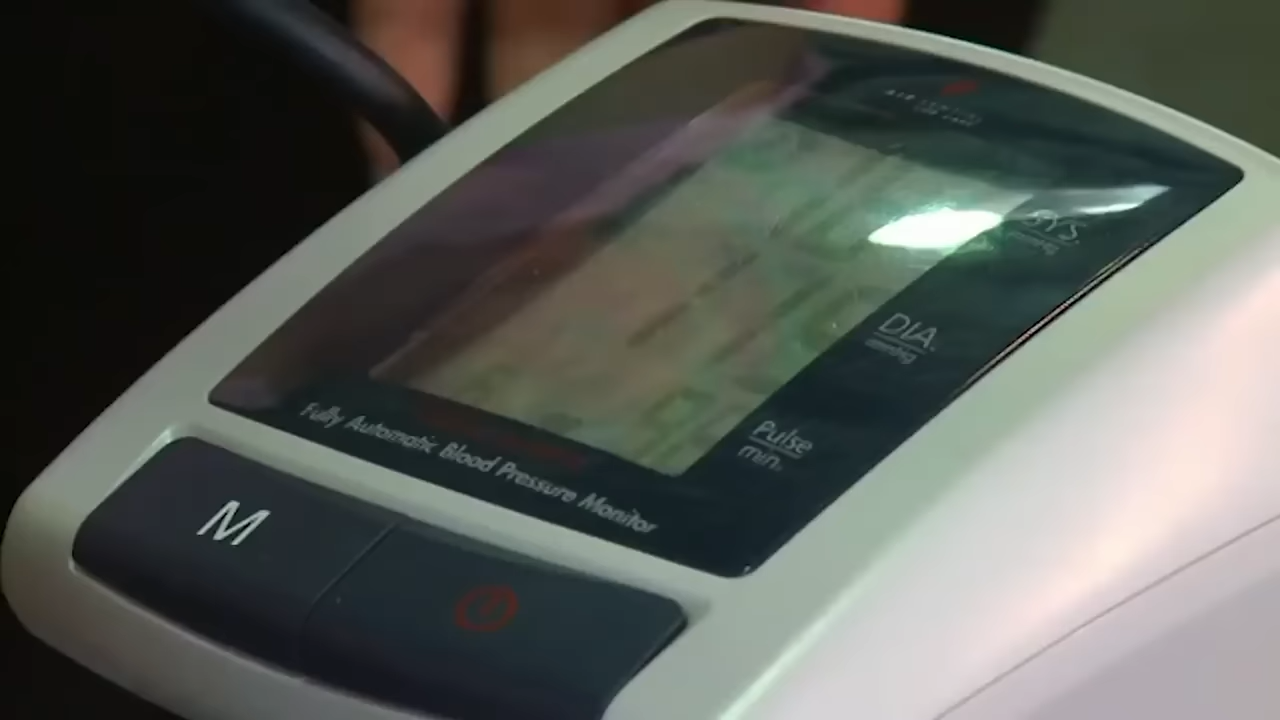 SYS.
DIA.
mmHg
Pulse
min.
Fully Automatic Blood Pressure Monitor
M